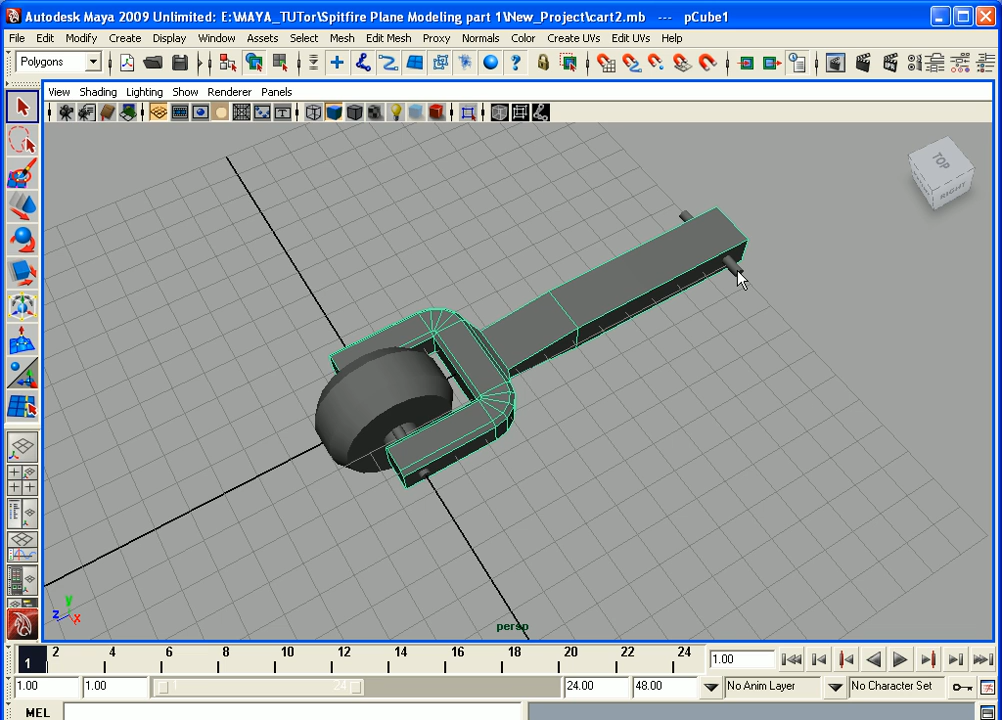 Autodesk Maya 2009 Unlimited: E:\MAYA_TUTor\Spitfire Plane Modeling part 1\New_Project\cart2.mb --- pCube1
File Edit Modify Create Display Window Assets Select Mesh Edit Mesh Proxy Normals Color Create UVs Edit UVs Help
Polygons
View Shading Lighting Show Renderer Panels
TOP
RIGHT
y
z x
persp
1 2 4 6 8 10 12 14 16 18 20 22 24 1.00
1.00 1.00 1 24 24.00 48.00 No Anim Layer No Character Set
MEL